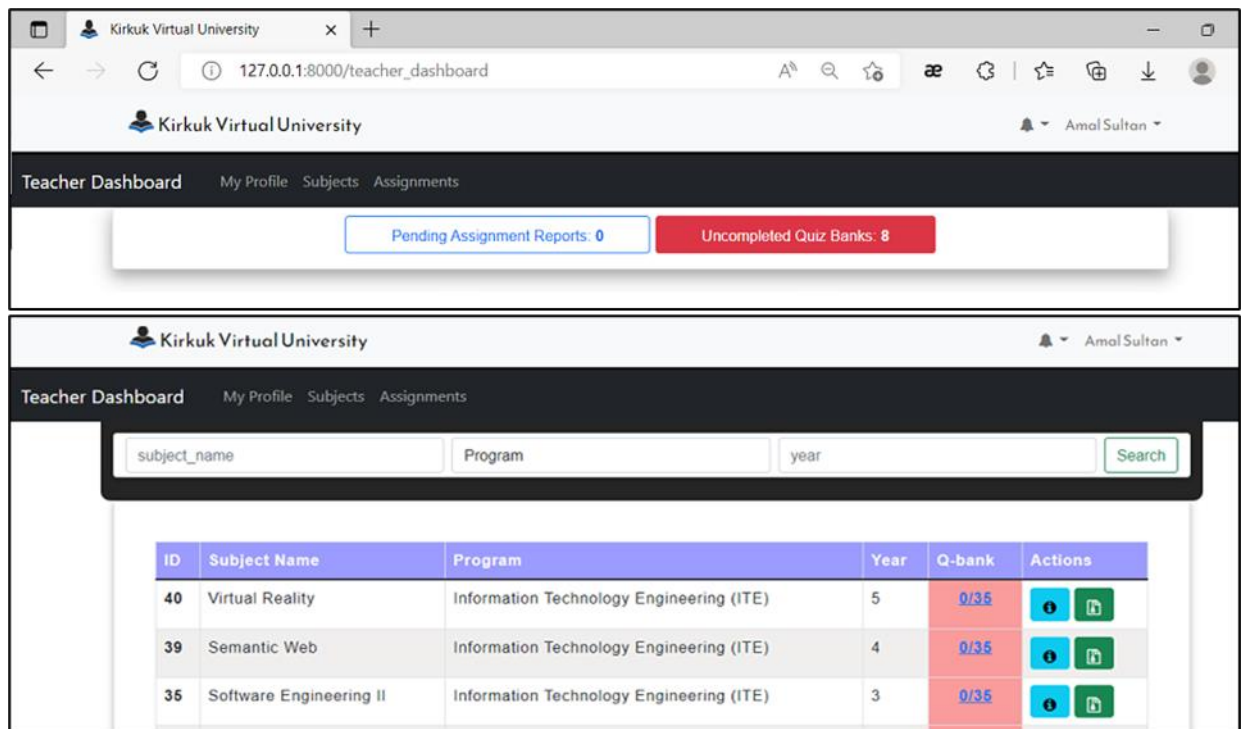 Kirkuk Virtual University
127.0.0.1:8000/teacher_dashboard
Kirkuk Virtual University Amal Sultan
Teacher Dashboard My Profile Subjects Assignments
Pending Assignment Reports: 0 Uncompleted Quiz Banks: 8
Kirkuk Virtual University Amal Sultan
Teacher Dashboard My Profile Subjects Assignments
subject_name Program year Search
ID Subject Name Program Year Q-bank Actions
40 Virtual Reality Information Technology Engineering (ITE) 5 0/35
39 Semantic Web Information Technology Engineering (ITE) 4 0/35
35 Software Engineering II Information Technology Engineering (ITE) 3 0/35